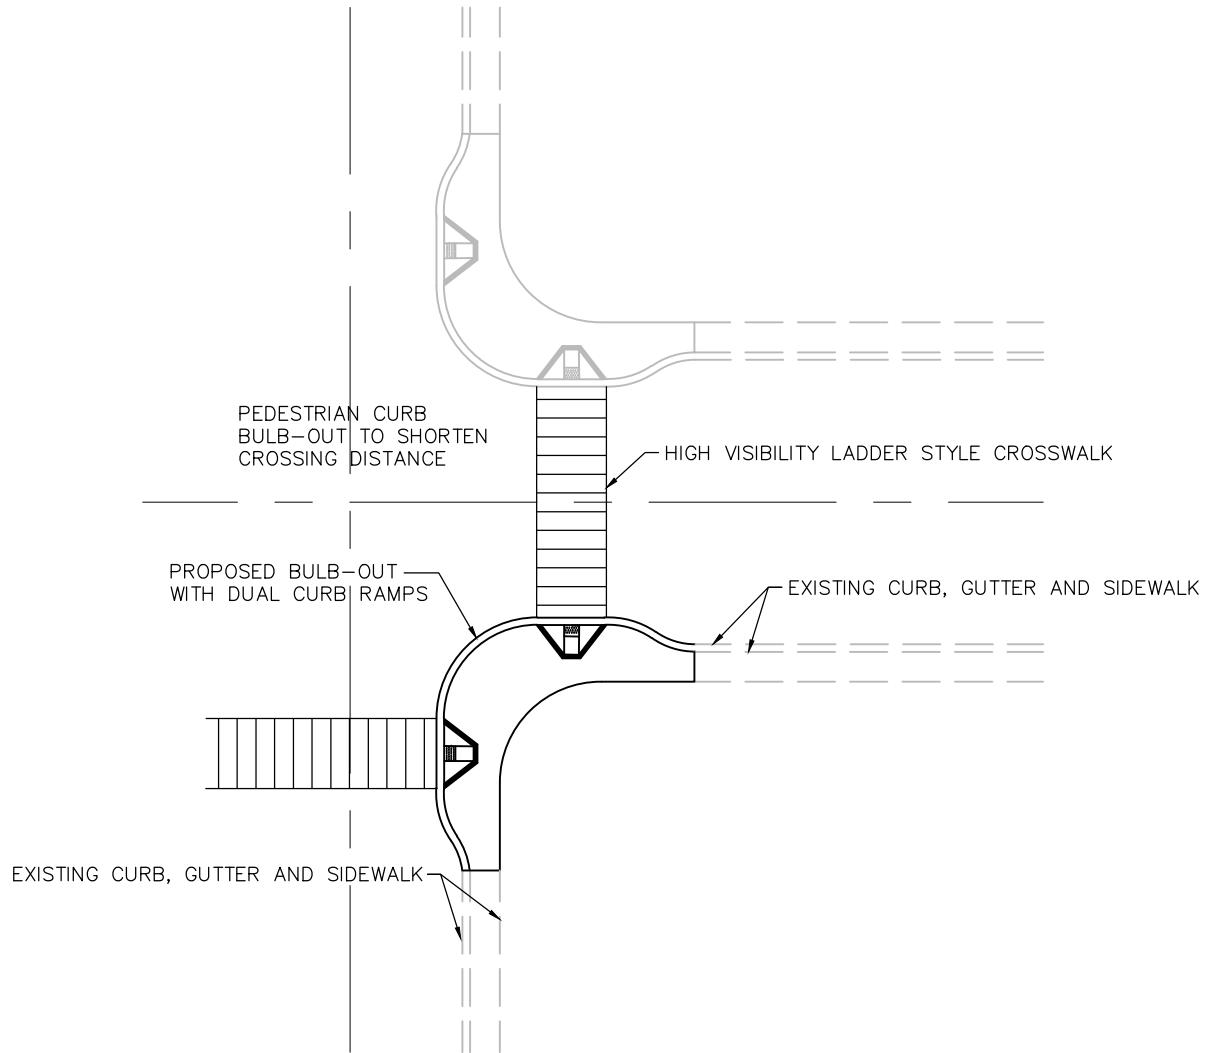 PEDESTRIAN CURB
BULB-OUT TO SHORTEN
CROSSING DISTANCE
HIGH VISIBILITY LADDER STYLE CROSSWALK
PROPOSED BULB-OUT
WITH DUAL CURB RAMPS
EXISTING CURB, GUTTER AND SIDEWALK
EXISTING CURB, GUTTER AND SIDEWALK